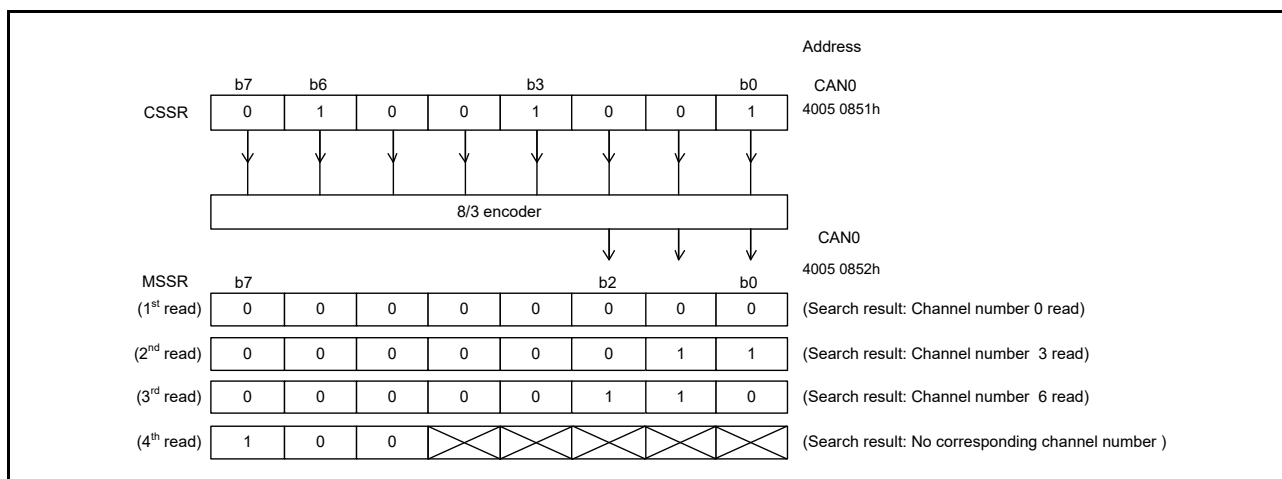 Address
b7 b6 b3 b0 CAN0
CSSR 0 1 0 0 1 0 0 1 4005 0851h
8/3 encoder
CAN0
4005 0852h
MSSR b7 b2 b0
(1st read) 0 0 0 0 0 0 0 0 (Search result: Channel number 0 read)
(2nd read) 0 0 0 0 0 0 1 1 (Search result: Channel number 3 read)
(3rd read) 0 0 0 0 0 1 1 0 (Search result: Channel number 6 read)
(4th read) 1 0 0 (Search result: No corresponding channel number )